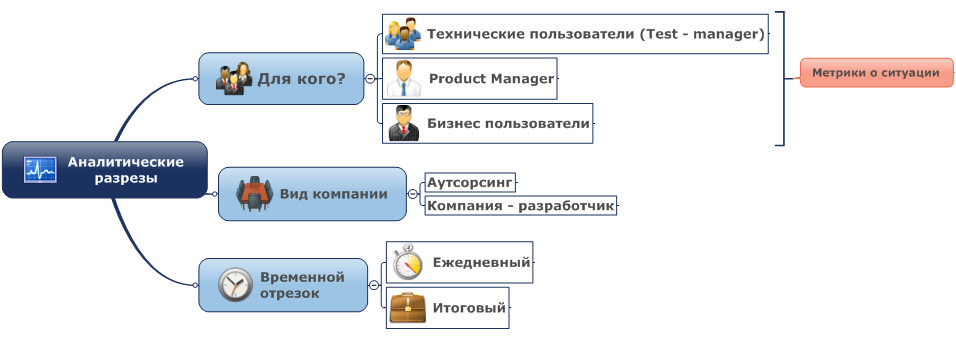 Технические пользователи (Test - manager)
Для кого?
Product Manager
Метрики о ситуации
Бизнес пользователи
Аналитические
разрезы
Вид компании
Аутсорсинг
Компания - разработчик
Временной
отрезок
Ежедневный
Итоговый